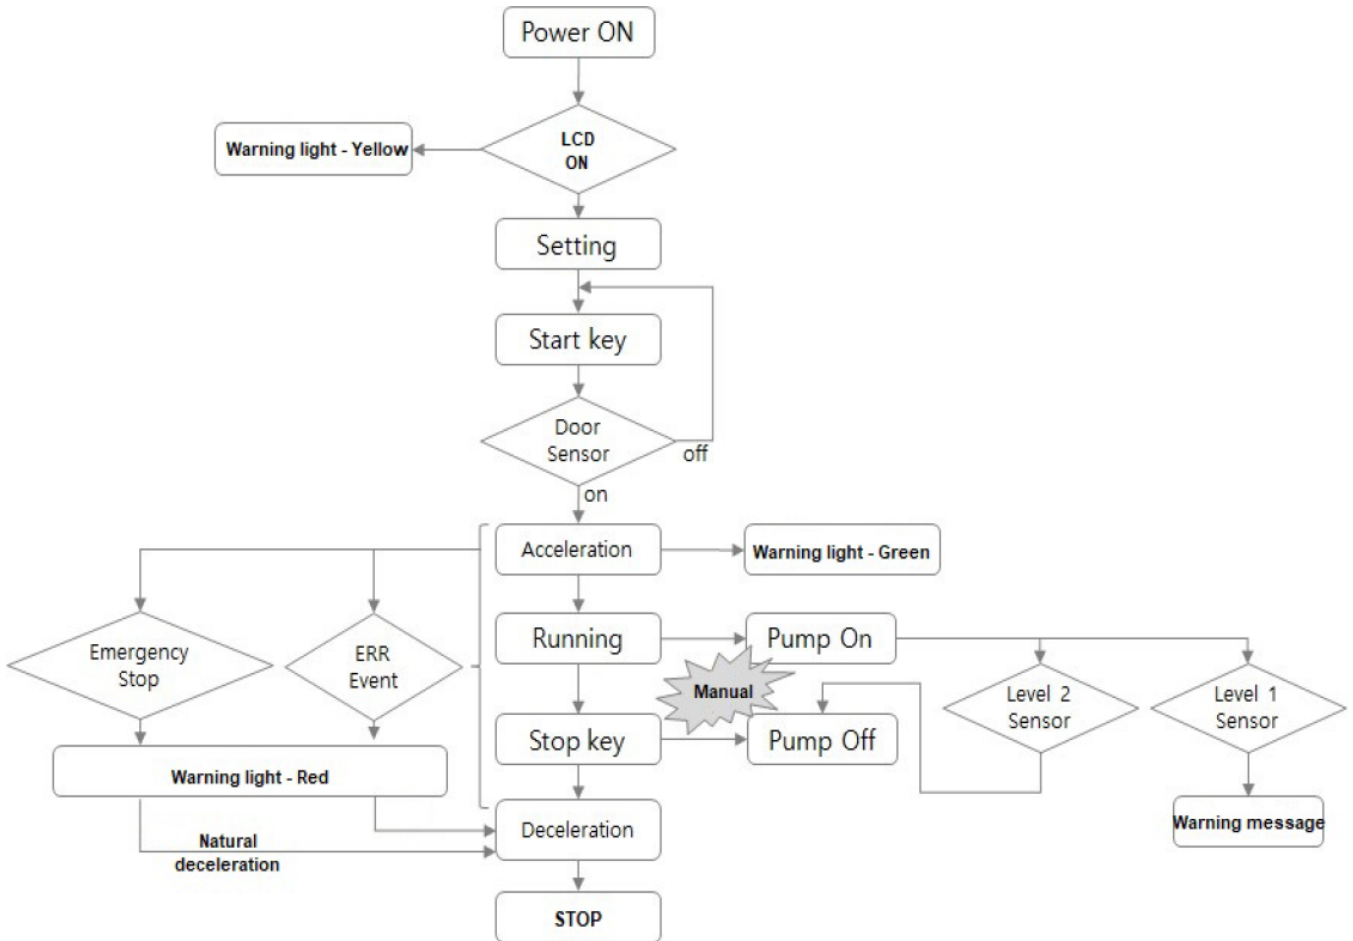 Power ON
LCD
ON
Warning light - Yellow
Setting
Start key
Door
Sensor
off
on
Acceleration
Warning light - Green
Emergency
Stop
ERR
Event
Running
Pump On
Manual
Level 2
Sensor
Level 1
Sensor
Stop key
Pump Off
Warning light - Red
Natural
deceleration
Deceleration
Warning message
STOP